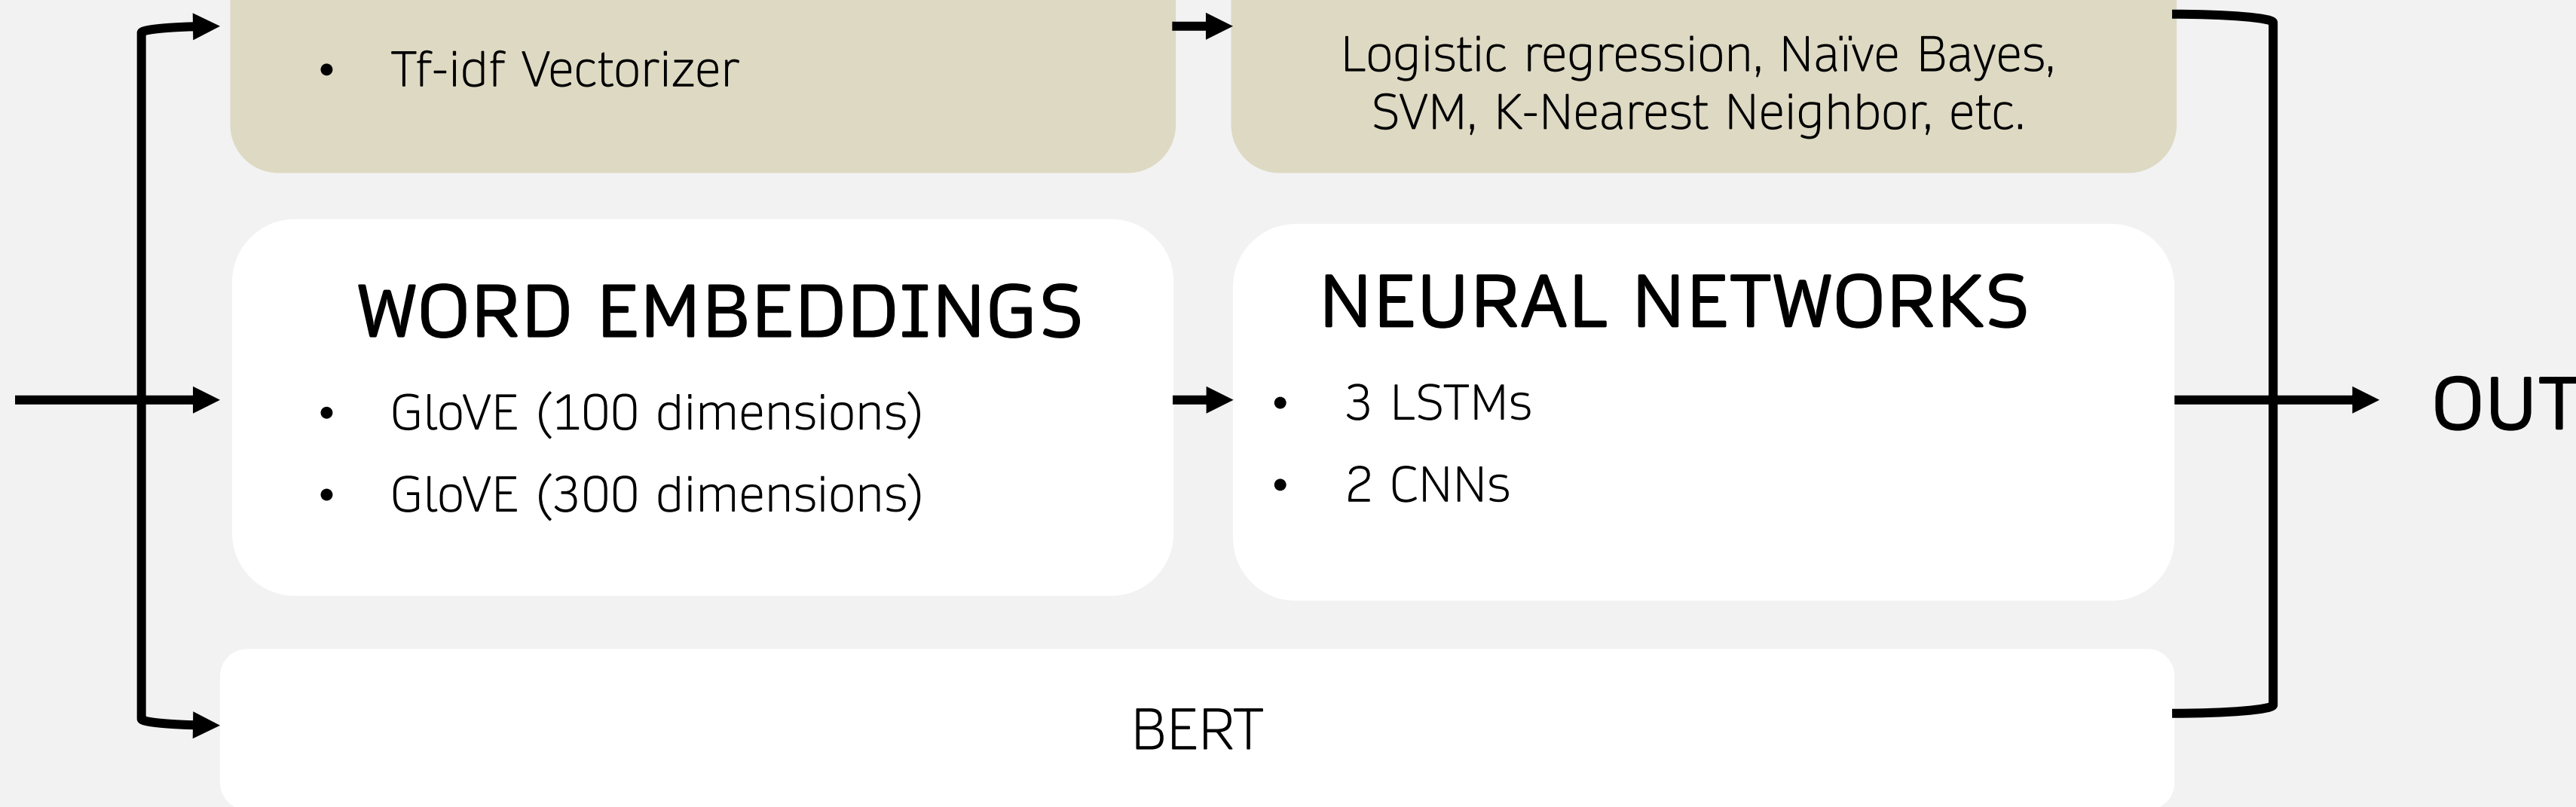 • Tf-idf Vectorizer
Logistic regression, Naïve Bayes,
SVM, K-Nearest Neighbor, etc.
WORD EMBEDDINGS
• GloVE (100 dimensions)
• GloVE (300 dimensions)
NEURAL NETWORKS
• 3 LSTMs
• 2 CNNs
OUT
BERT